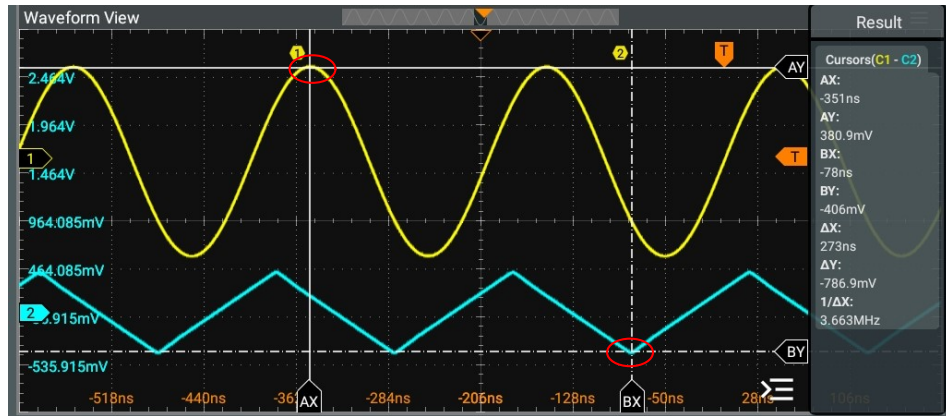 Waveform View
Result
1
2
T
AY
Cursors(C1 - C2)
2.464V
AX:
-351ns
AY:
1.964V
380.9mV
1
T
BX:
1.464V
-78ns
BY:
-406mV
964.085mV
ΔX:
273ns
ΔY:
464.085mV
-786.9mV
1/ΔX:
2
3.663MHz
BY
-535.915mV
-518ns
-440ns
AX
-284ns
-206ns
-128ns
BX
-50ns
28ns
106ns